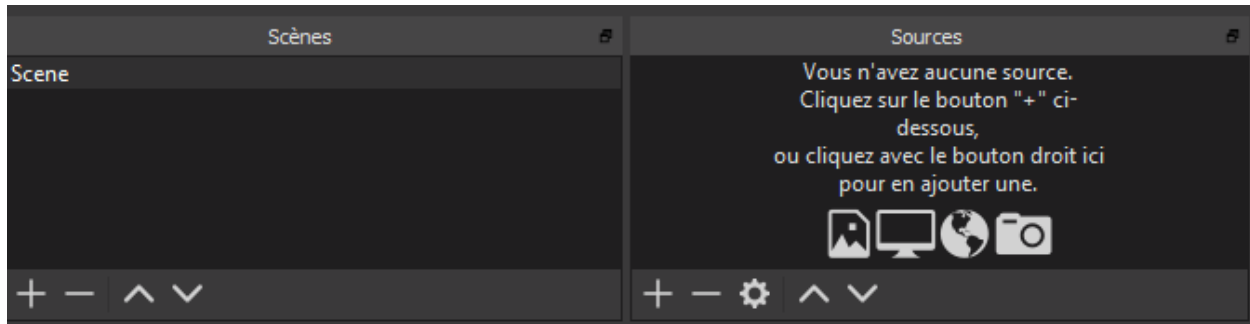 Scènes
Scene
Sources
Vous n'avez aucune source.
Cliquez sur le bouton "+" ci-
dessous,
ou cliquez avec le bouton droit ici
pour en ajouter une.